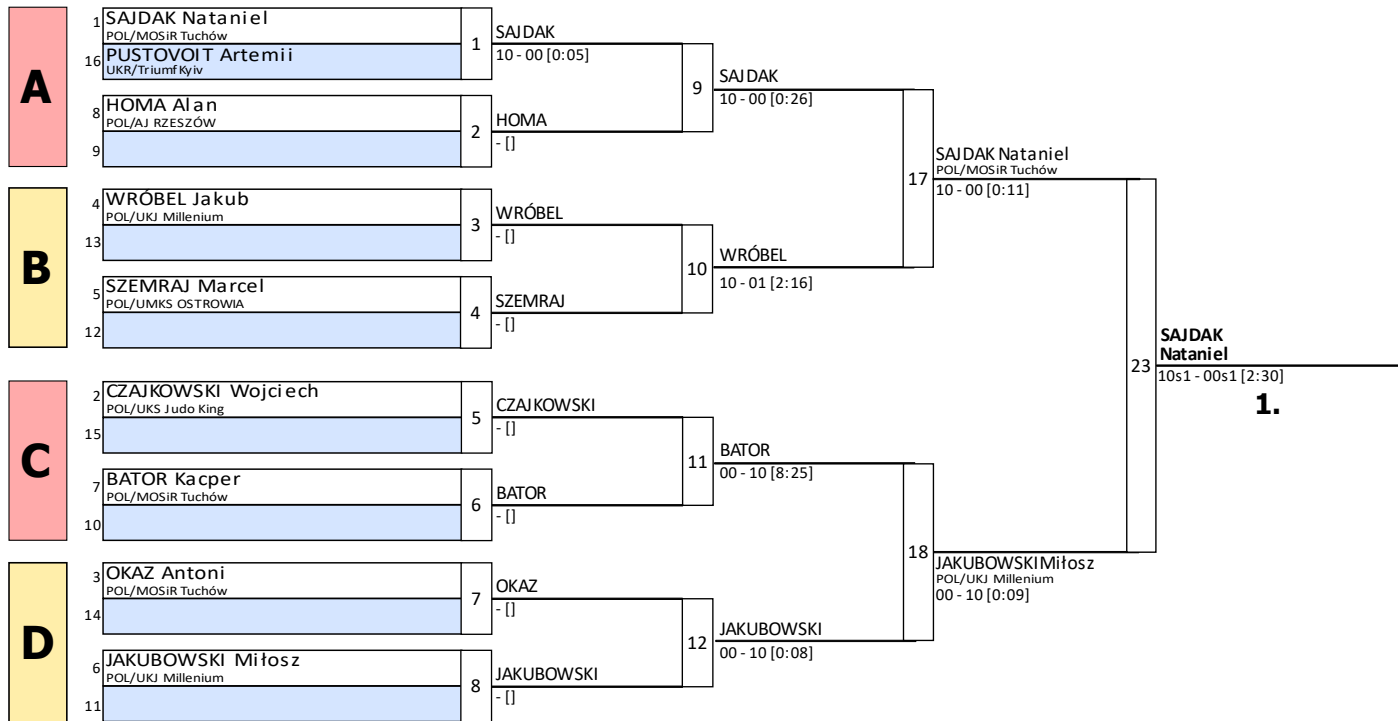 A
1 SAJDAK Nataniel
POL/MOSiR Tuchów
16 PUSTOVOIT Artemii
UKR/TriumfKyiv
1
SAJDAK
10 - 00 [0:05]
8 HOMA Alan
POL/AJ RZESZÓW
9
2
HOMA
- []
9
SAJDAK
10 - 00 [0:26]
B
4 WRÓBEL Jakub
POL/UKJ Millenium
13
3
WRÓBEL
- []
5 SZEMRAJ Marcel
POL/UMKS OSTROWIA
12
4
SZEMRAJ
- []
10
WRÓBEL
10 - 01 [2:16]
17
SAJDAK Nataniel
POL/MOSiR Tuchów
10 - 00 [0:11]
C
2 CZAJKOWSKI Wojciech
POL/UKS Judo King
15
5
CZAJKOWSKI
- []
7 BATOR Kacper
POL/MOSiR Tuchów
10
6
BATOR
- []
11
BATOR
00 - 10 [8:25]
D
3 OKAZ Antoni
POL/MOSiR Tuchów
14
7
OKAZ
- []
6 JAKUBOWSKI Miłosz
POL/UKJ Millenium
11
8
JAKUBOWSKI
- []
12
JAKUBOWSKI
00 - 10 [0:08]
18
JAKUBOWSKI Miłosz
POL/UKJ Millenium
00 - 10 [0:09]
23
SAJDAK
Nataniel
10s1 - 00s1 [2:30]
1.